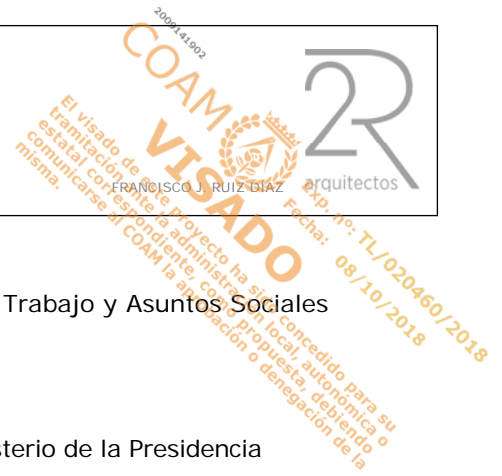 2009141902
COAM
VISADO
El visado de este proyecto ha sido concedido para su
tramitación ante la administración local, autonómica o
estatal correspondiente, como propuesta, debiendo
comunicarse al COAM la aprobación o denegación de la
misma.
Exp. nº: TL/020460/2018
Fecha: 08/10/2018
2R
FRANCISCO J. RUIZ DÍAZ arquitectos
Trabajo y Asuntos Sociales
sterio de la Presidencia